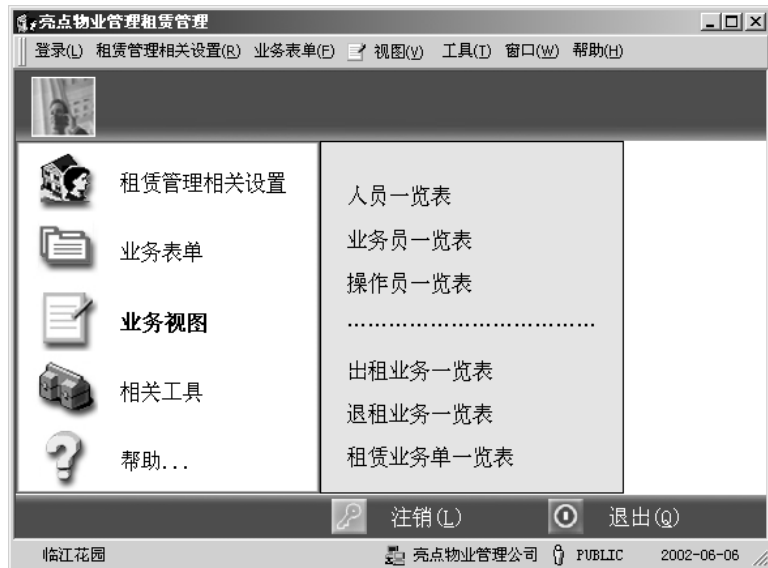 亮点物业管理租赁管理
登录(L) 租赁管理相关设置(R) 业务表单(F) 视图(V) 工具(T) 窗口(W) 帮助(H)
租赁管理相关设置
业务表单
业务视图
相关工具
帮助...
人员一览表
业务员一览表
操作员一览表
..................................
出租业务一览表
退租业务一览表
租赁业务单一览表
注销(L) 退出(Q)
临江花园 亮点物业管理公司 PUBLIC 2002-06-06